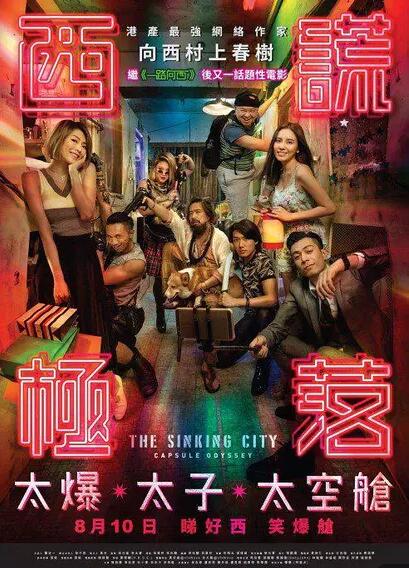 港產最強網絡作家
向西村上春樹
繼《一路向西》後又一話題性電影
西謊
極落
THE SINKING CITY
CAPSULE ODYSSEY
太爆*太子*太空艙
8月10日 睇好西 笑爆艙